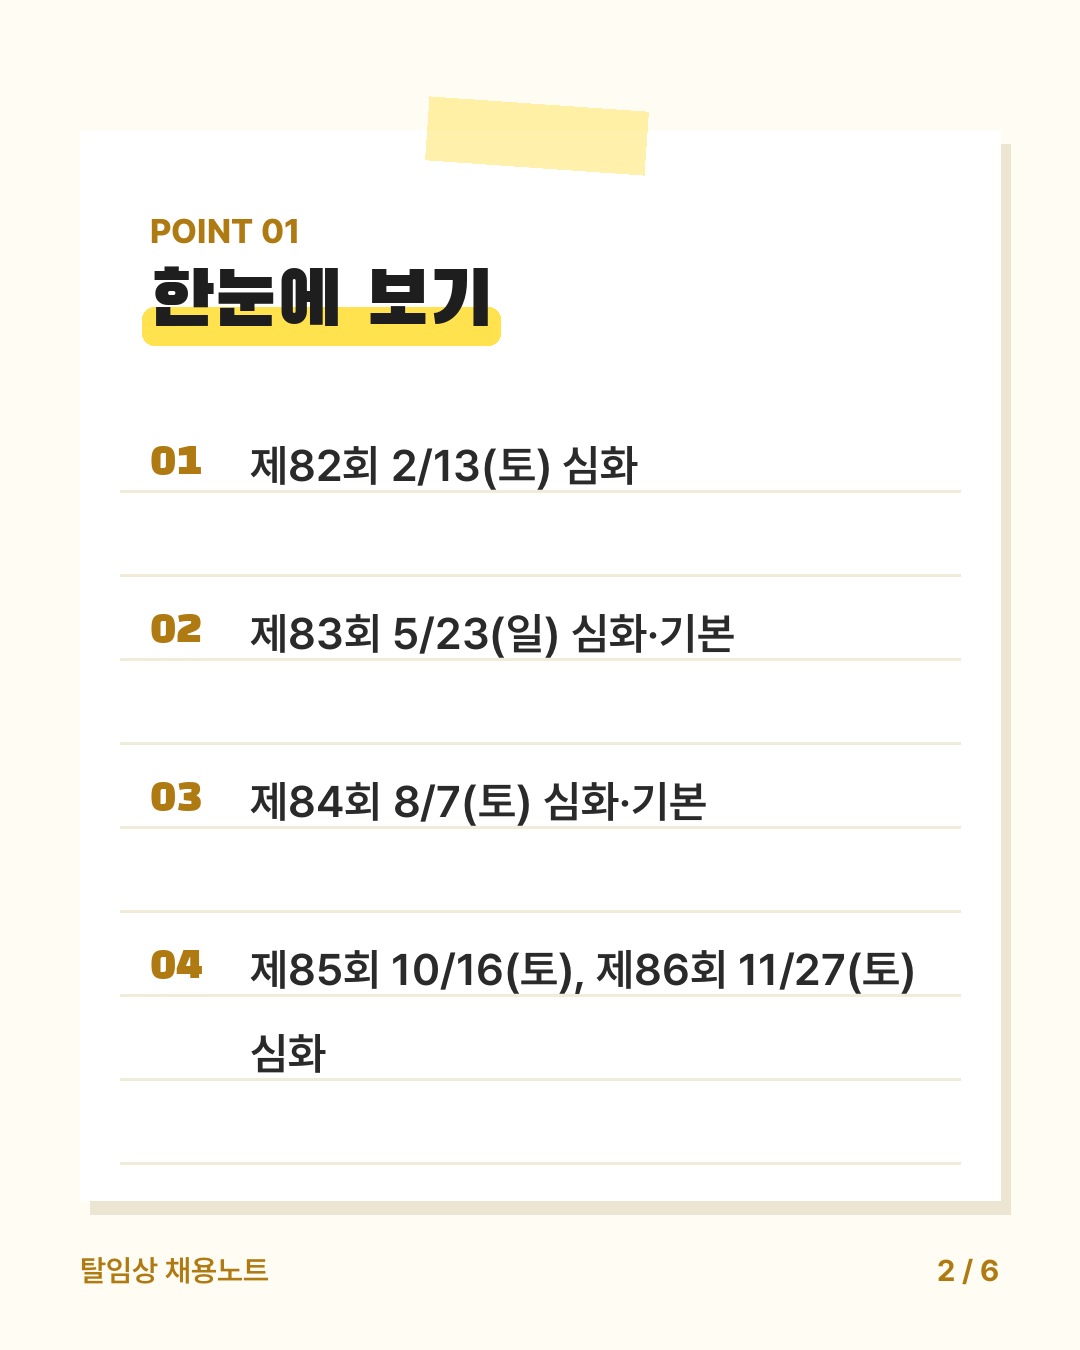 POINT 01
한눈에 보기
01 제82회 2/13(토) 심화
02 제83회 5/23(일) 심화·기본
03 제84회 8/7(토) 심화·기본
04 제85회 10/16(토), 제86회 11/27(토)
심화
탈임상 채용노트
2 / 6